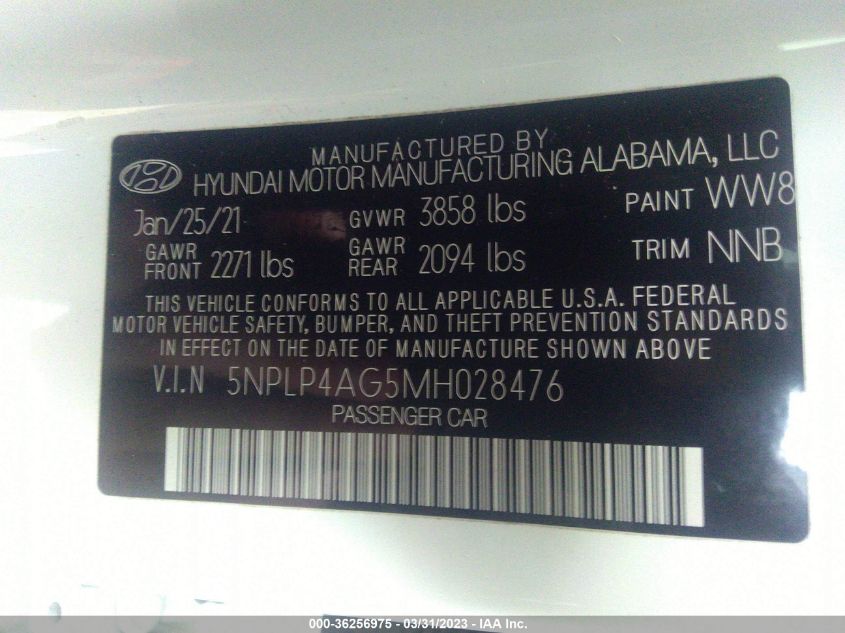 MANUFACTURED BY
HYUNDAI MOTOR MANUFACTURING ALABAMA, LLC
Jan/25/21 GVWR 3858 lbs PAINT WW8
GAWR FRONT 2271 lbs GAWR REAR 2094 lbs TRIM NNB
THIS VEHICLE CONFORMS TO ALL APPLICABLE U.S.A. FEDERAL
MOTOR VEHICLE SAFETY, BUMPER, AND THEFT PREVENTION STANDARDS
IN EFFECT ON THE DATE OF MANUFACTURE SHOWN ABOVE
V.I.N 5NPLP4AG5MH028476
PASSENGER CAR
000-36256975 - 03/31/2023 - IAA Inc.